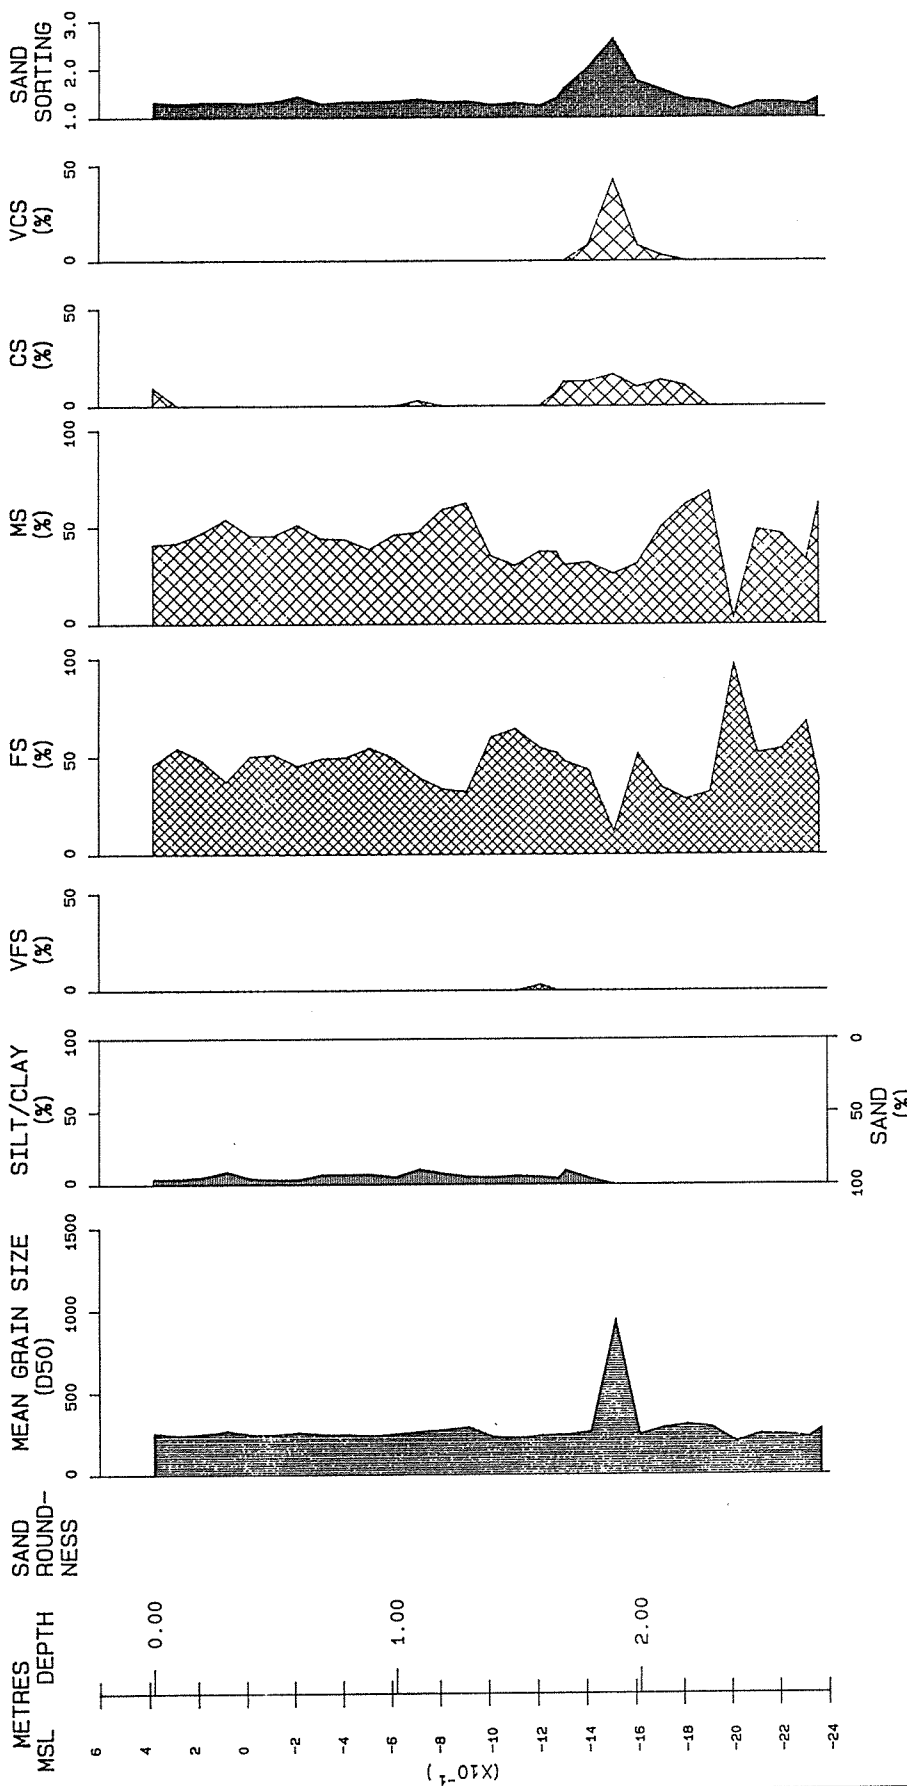 METRES
MSL DEPTH
6
4
2
0
-2
-4
-6
-8
-10
-12
-14
-16
-18
-20
-22
-24
(X10⁻¹)
0.00
1.00
2.00
SAND
ROUND-
NESS
MEAN GRAIN SIZE
(D50)
0 500 1000 1500
SILT/CLAY
(%)
0 50 100
SAND
(%)
100 50 0
VFS
(%)
0 50
FS
(%)
0 50 100
MS
(%)
0 50 100
CS
(%)
0 50
VCS
(%)
0 50
SAND
SORTING
1.0 2.0 3.0